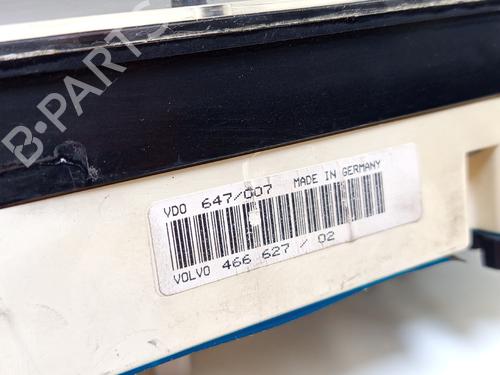 B-PARTS
VDO 647/007 MADE IN GERMANY
VOLVO 466 627 / 02